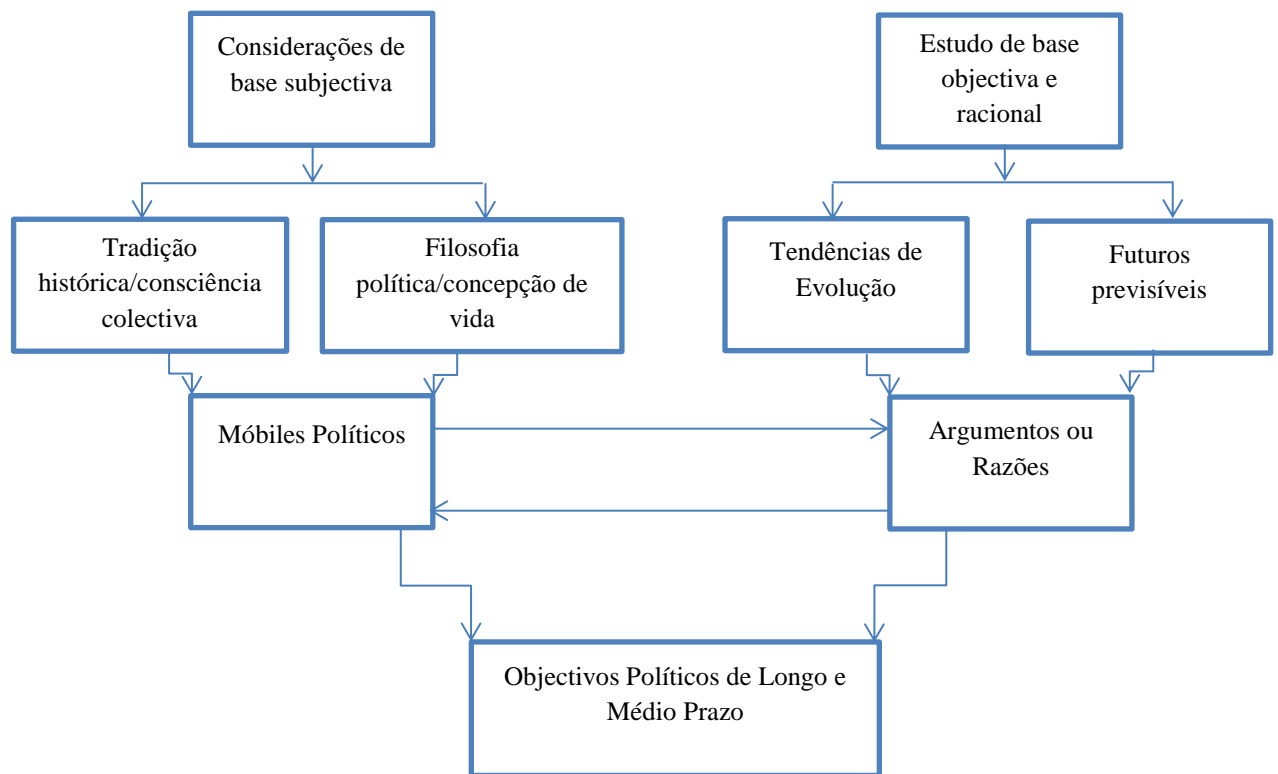 Considerações de
base subjectiva
Estudo de base
objectiva e
racional
Tradição
histórica/consciência
colectiva
Filosofia
política/concepção de
vida
Tendências de
Evolução
Futuros
previsíveis
Móbiles Políticos
Argumentos ou
Razões
Objectivos Políticos de Longo e
Médio Prazo